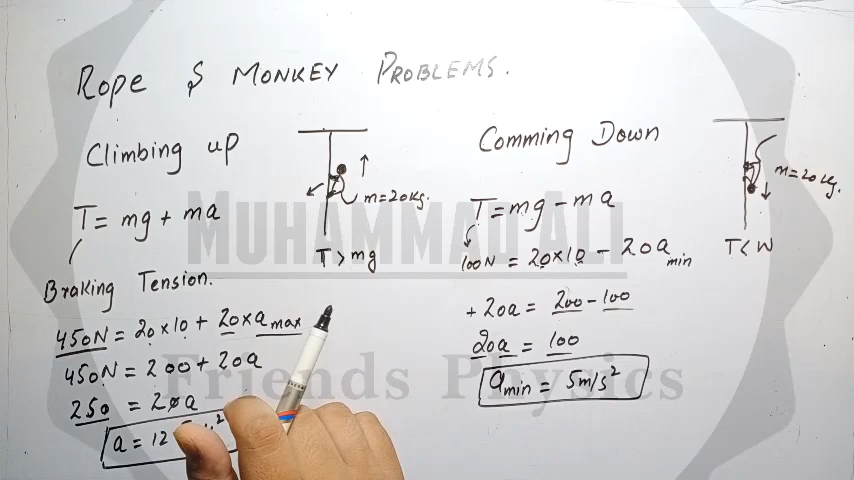 Rope & MONKEY PROBLEMS.
Climbing up
m=20kg.
T = mg + ma
T > mg
Braking Tension.
450N = 20×10 + 20×a max
450N = 200 + 20a
250 = 20a
a = 12
Comming Down
m=20kg.
T = mg - ma
T < W
100N = 20×10 - 20a min
+ 20a = 200 - 100
20a = 100
a min = 5m/s²
MUHAMMAD ALI
Friends Physics